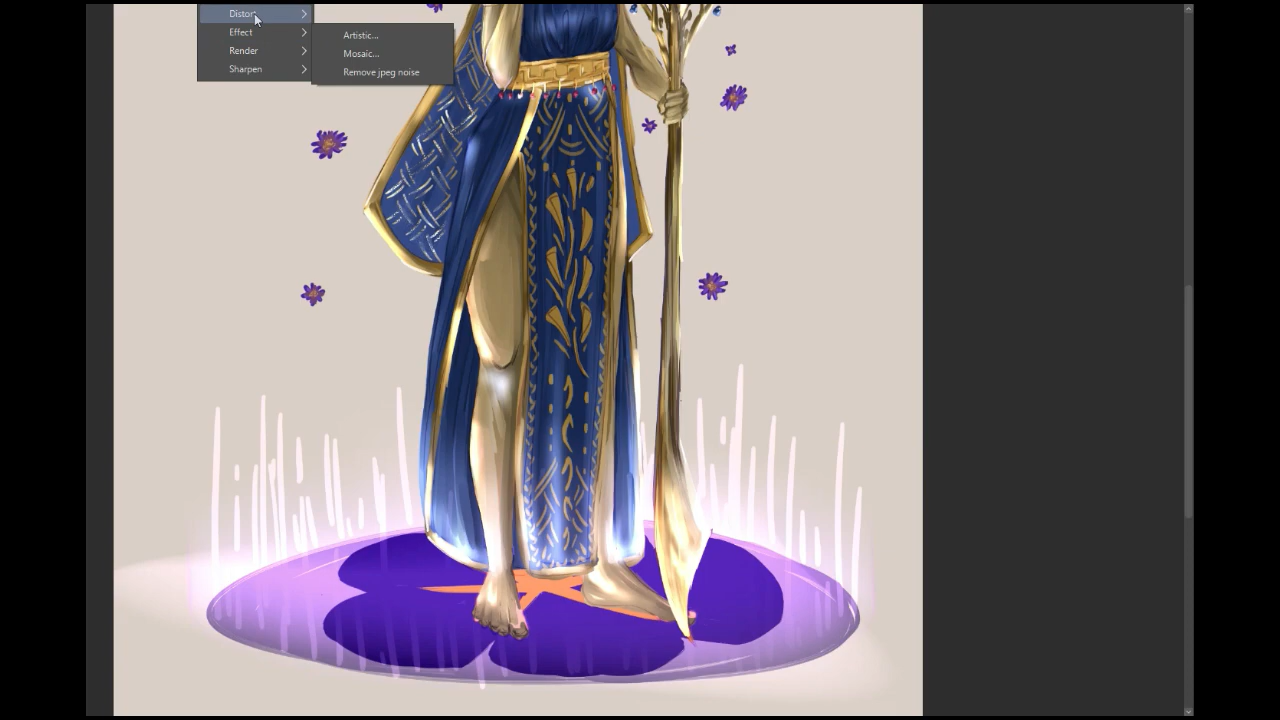 Distort
Effect
Render
Sharpen
Artistic...
Mosaic...
Remove jpeg noise